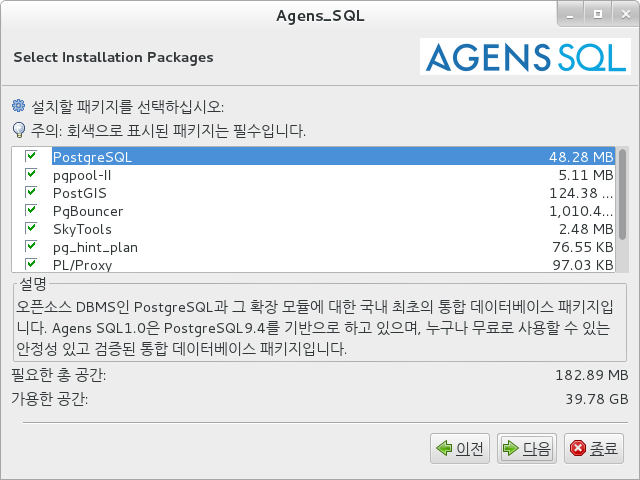 Agens_SQL
Select Installation Packages
AGENS SQL
설치할 패키지를 선택하십시오:
주의: 회색으로 표시된 패키지는 필수입니다.
PostgreSQL 48.28 MB
pgpool-II 5.11 MB
PostGIS 124.38 ...
PgBouncer 1,010.4...
SkyTools 2.48 MB
pg_hint_plan 76.55 KB
PL/Proxy 97.03 KB
설명
오픈소스 DBMS인 PostgreSQL과 그 확장 모듈에 대한 국내 최초의 통합 데이터베이스 패키지입
니다. Agens SQL1.0은 PostgreSQL9.4를 기반으로 하고 있으며, 누구나 무료로 사용할 수 있는
안정성 있고 검증된 통합 데이터베이스 패키지입니다.
필요한 총 공간: 182.89 MB
가용한 공간: 39.78 GB
이전 다음 종료